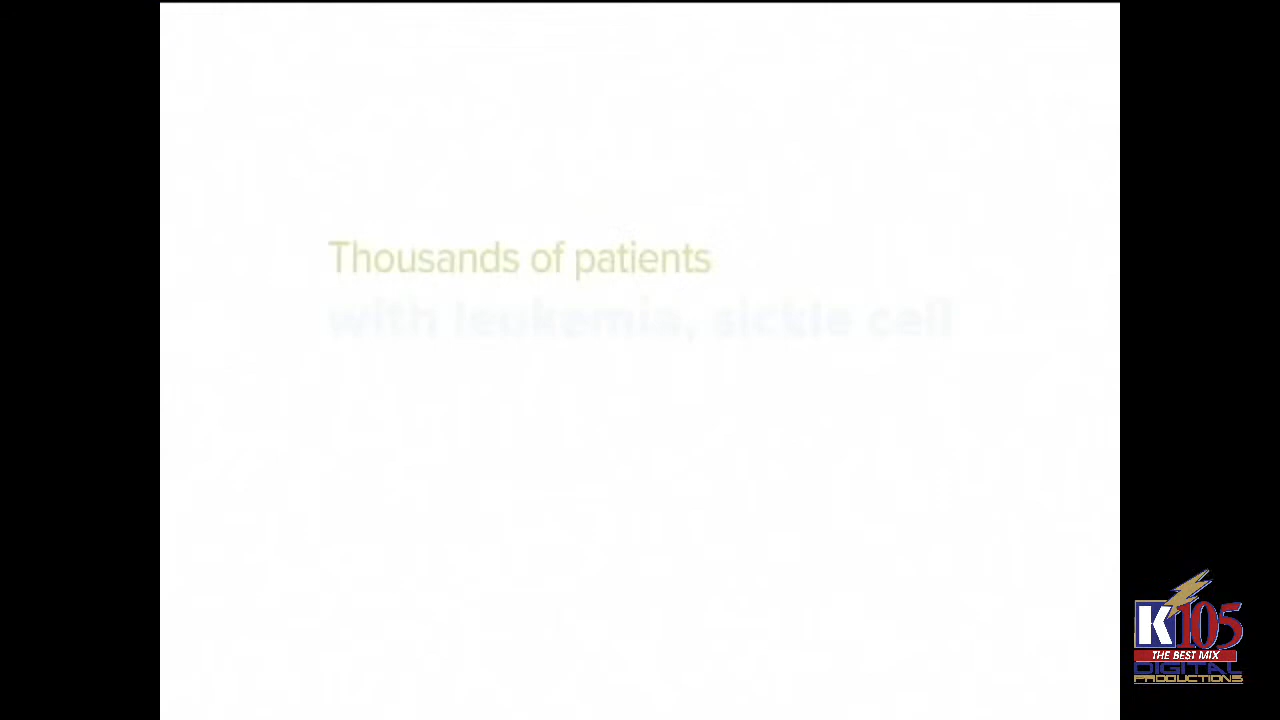 Thousands of patients
with leukemia, sickle cell
K105
THE BEST MIX
DIGITAL
PRODUCTIONS